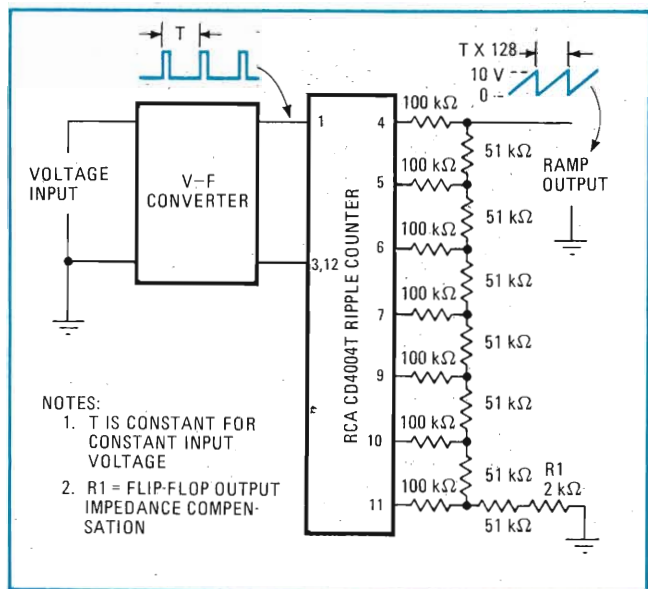 T
T X 128
10 V
0
100 kΩ
1
4
51 kΩ
VOLTAGE
INPUT
V–F
CONVERTER
RAMP
OUTPUT
100 kΩ
5
51 kΩ
100 kΩ
3,12
6
51 kΩ
RCA CD4004T RIPPLE COUNTER
100 kΩ
7
51 kΩ
100 kΩ
9
51 kΩ
100 kΩ
10
51 kΩ
R1
2 kΩ
100 kΩ
11
51 kΩ
NOTES:
1. T IS CONSTANT FOR
CONSTANT INPUT
VOLTAGE
2. R1 = FLIP-FLOP OUTPUT
IMPEDANCE COMPEN-
SATION